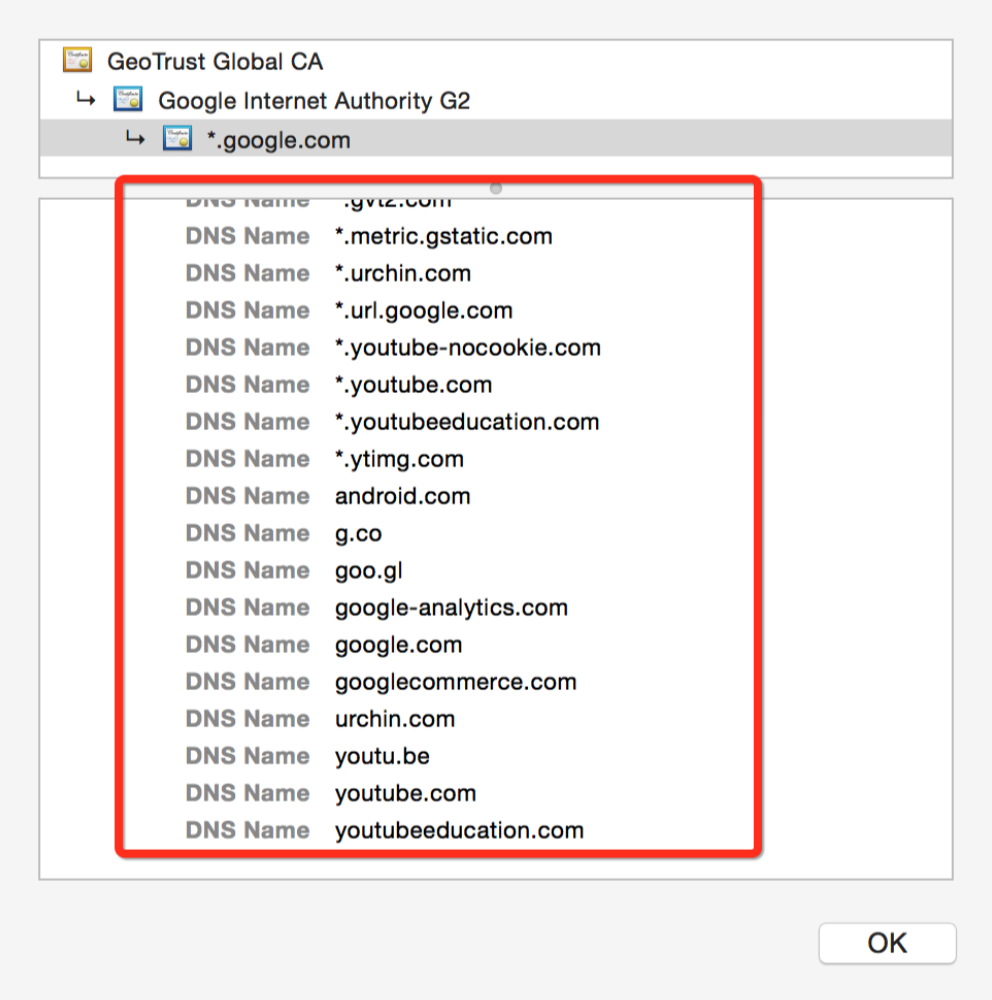 GeoTrust Global CA
↳ Google Internet Authority G2
↳ *.google.com
DNS Name *.gvt2.com
DNS Name *.metric.gstatic.com
DNS Name *.urchin.com
DNS Name *.url.google.com
DNS Name *.youtube-nocookie.com
DNS Name *.youtube.com
DNS Name *.youtubeeducation.com
DNS Name *.ytimg.com
DNS Name android.com
DNS Name g.co
DNS Name goo.gl
DNS Name google-analytics.com
DNS Name google.com
DNS Name googlecommerce.com
DNS Name urchin.com
DNS Name youtu.be
DNS Name youtube.com
DNS Name youtubeeducation.com
OK